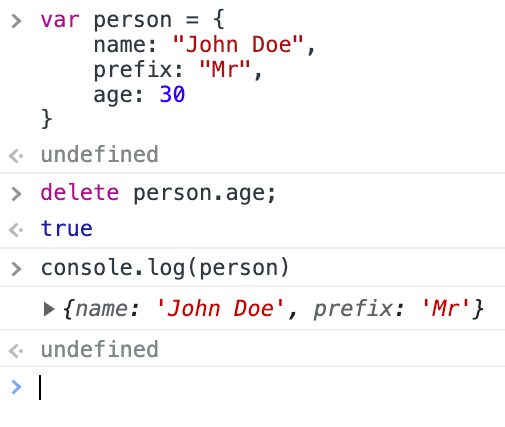 > var person = {
name: "John Doe",
prefix: "Mr",
age: 30
}
undefined
> delete person.age;
true
> console.log(person)
▶{name: 'John Doe', prefix: 'Mr'}
undefined
>